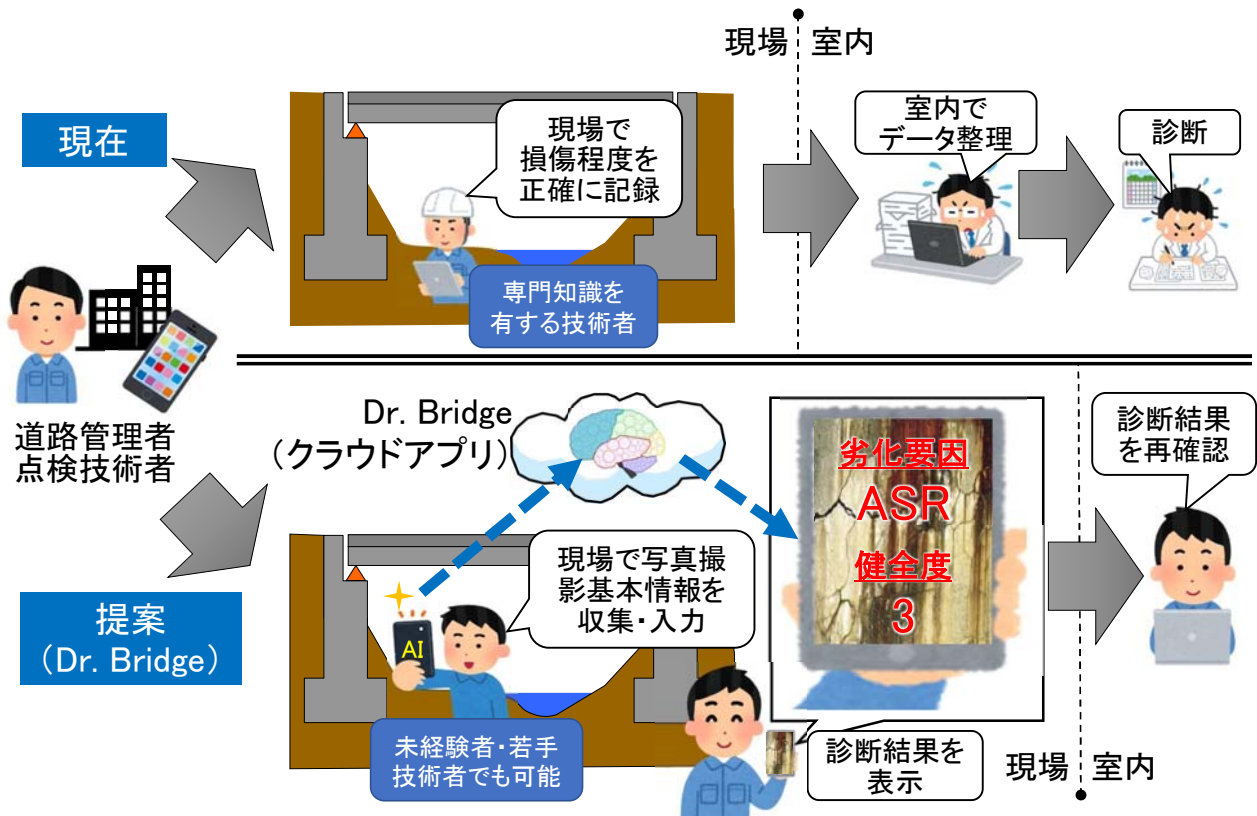 現場
室内
現在
現場で
損傷程度を
正確に記録
専門知識を
有する技術者
室内で
データ整理
診断
道路管理者
点検技術者
Dr. Bridge
(クラウドアプリ)
提案
(Dr. Bridge)
AI
現場で写真撮
影基本情報を
収集・入力
未経験者・若手
技術者でも可能
劣化要因
ASR
健全度
3
診断結果を
表示
診断結果
を再確認
現場
室内